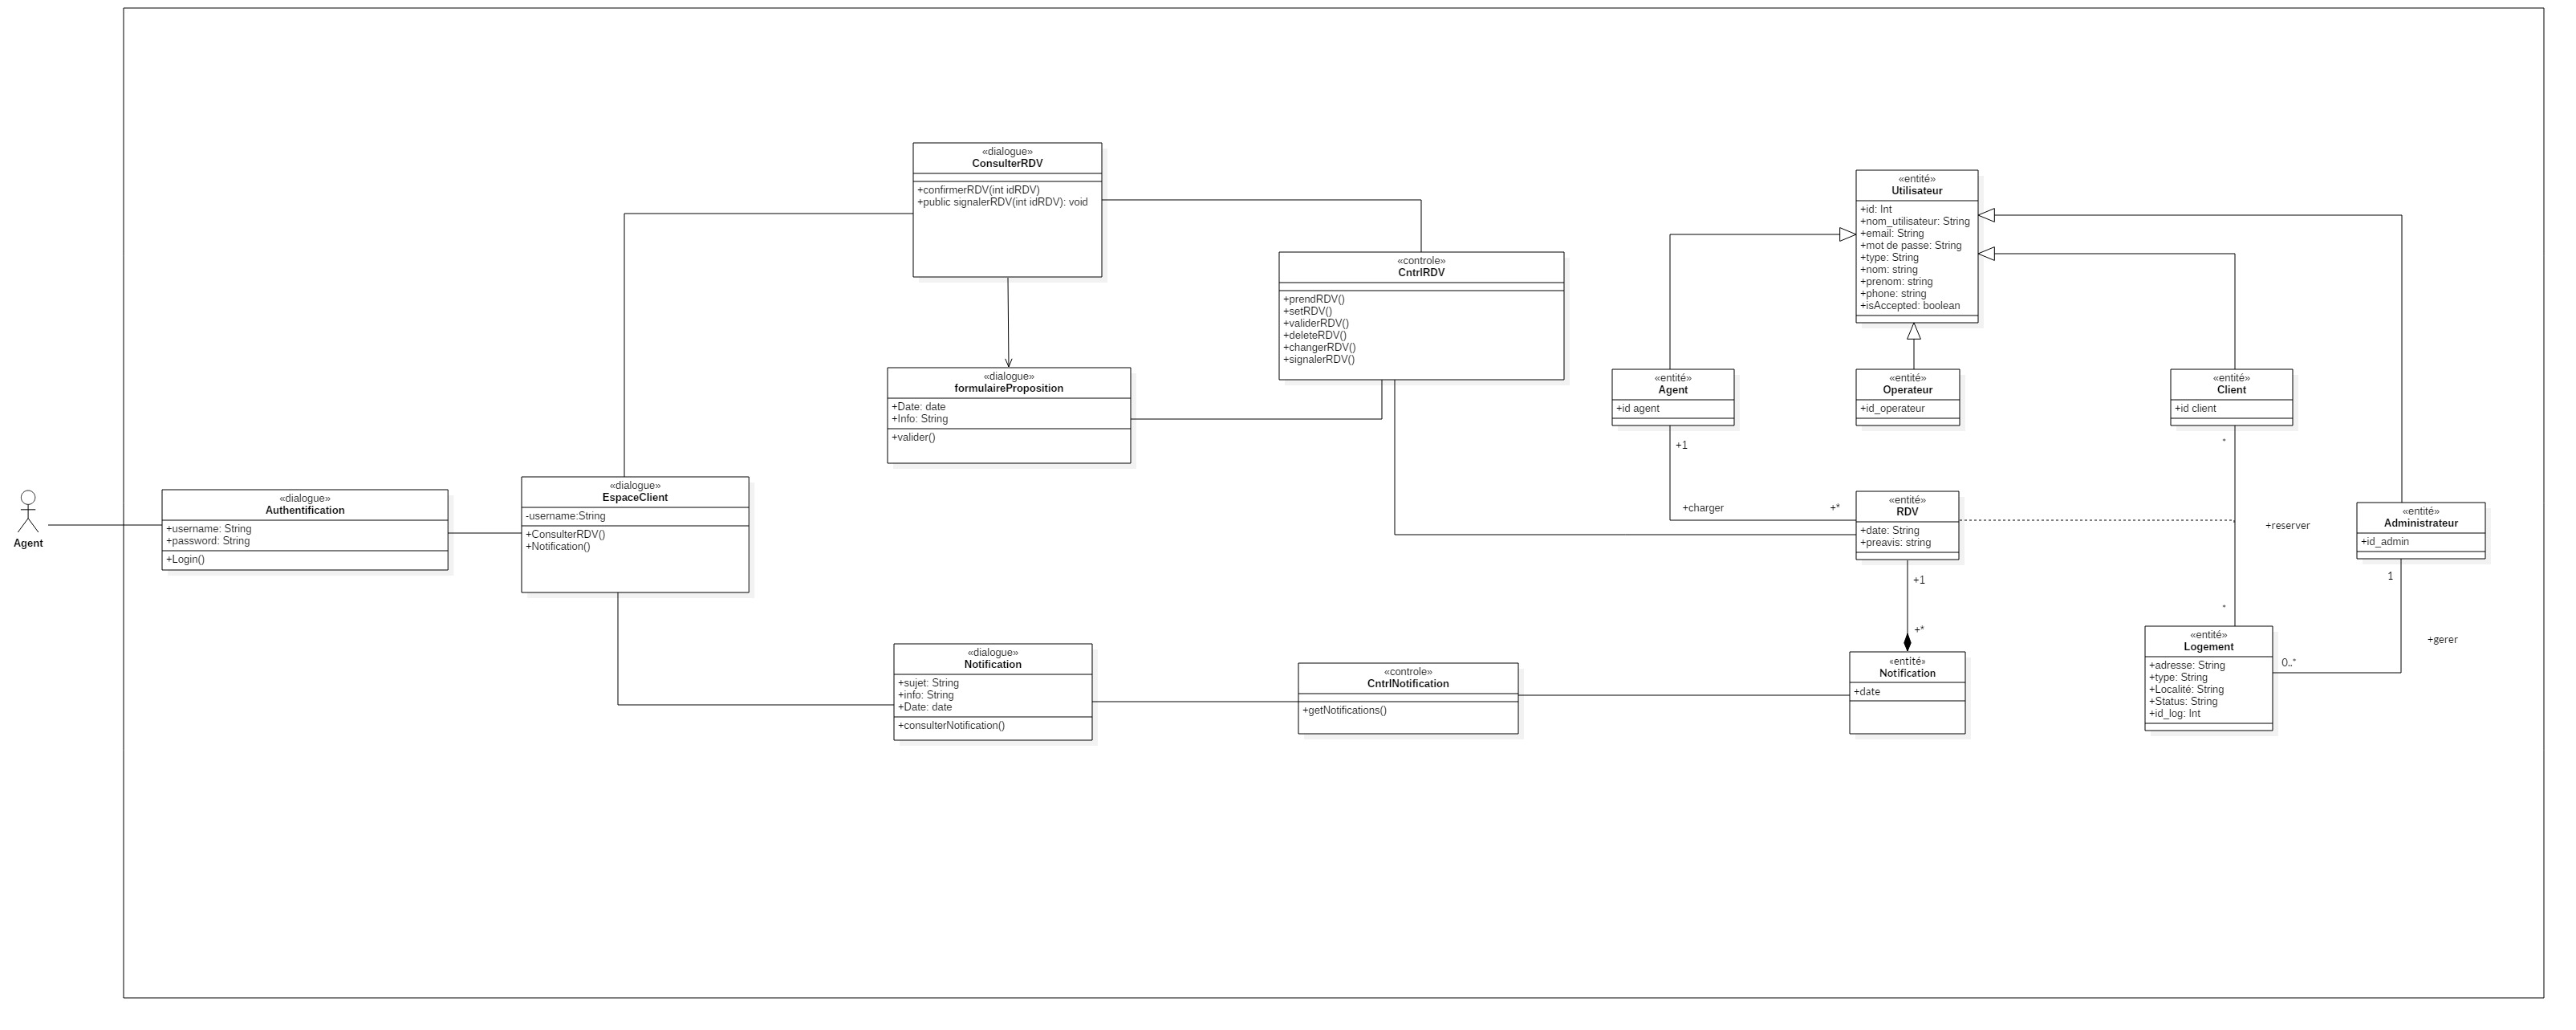 «dialogue»
ConsulterRDV
+confirmerRDV(int idRDV)
+public signalerRDV(int idRDV): void
«entité»
Utilisateur
+id: Int
+nom_utilisateur: String
+email: String
+mot de passe: String
+type: String
+nom: string
+prenom: string
+phone: string
+isAccepted: boolean
«controle»
CntrlRDV
+prendRDV()
+setRDV()
+validerRDV()
+deleteRDV()
+changerRDV()
+signalerRDV()
«dialogue»
formulaireProposition
+Date: date
+Info: String
+valider()
«entité»
Agent
+id agent
«entité»
Operateur
+id_operateur
«entité»
Client
+id client
+1
*
+charger
+*
Agent
«dialogue»
Authentification
+username: String
+password: String
+Login()
«dialogue»
EspaceClient
-username:String
+ConsulterRDV()
+Notification()
«entité»
RDV
+date: String
+preavis: string
+reserver
«entité»
Administrateur
+id_admin
+1
1
+*
*
+gerer
0..*
«dialogue»
Notification
+sujet: String
+info: String
+Date: date
+consulterNotification()
«controle»
CntrlNotification
+getNotifications()
«entité»
Notification
+date
«entité»
Logement
+adresse: String
+type: String
+Localité: String
+Status: String
+id_log: Int